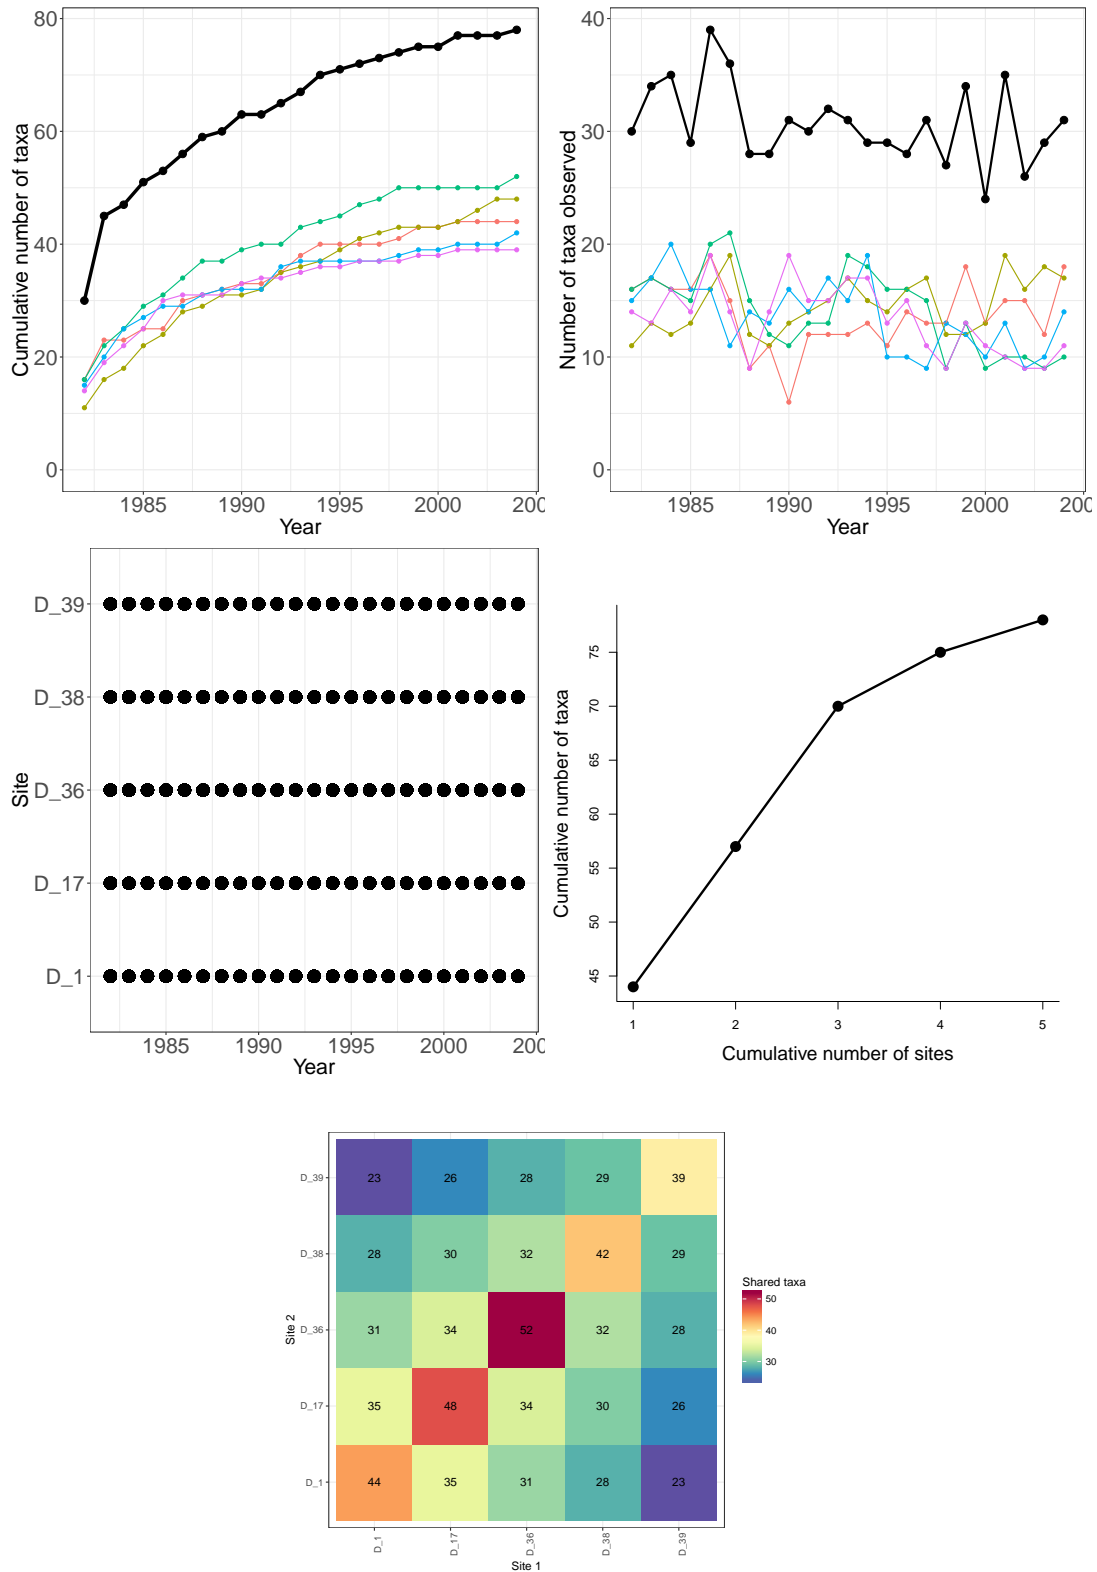 80
60
40
20
0
Cumulative number of taxa
1985 1990 1995 2000 200
Year
40
30
20
10
0
Number of taxa observed
1985 1990 1995 2000 200
Year
D_39
D_38
D_36
D_17
D_1
Site
1985 1990 1995 2000 200
Year
75
70
65
60
55
50
45
Cumulative number of taxa
1 2 3 4 5
Cumulative number of sites
D_39 23 26 28 29 39
D_38 28 30 32 42 29
D_36 31 34 52 32 28
D_17 35 48 34 30 26
D_1 44 35 31 28 23
Site 2
D_1 D_17 D_36 D_38 D_39
Site 1
Shared taxa
50
40
30